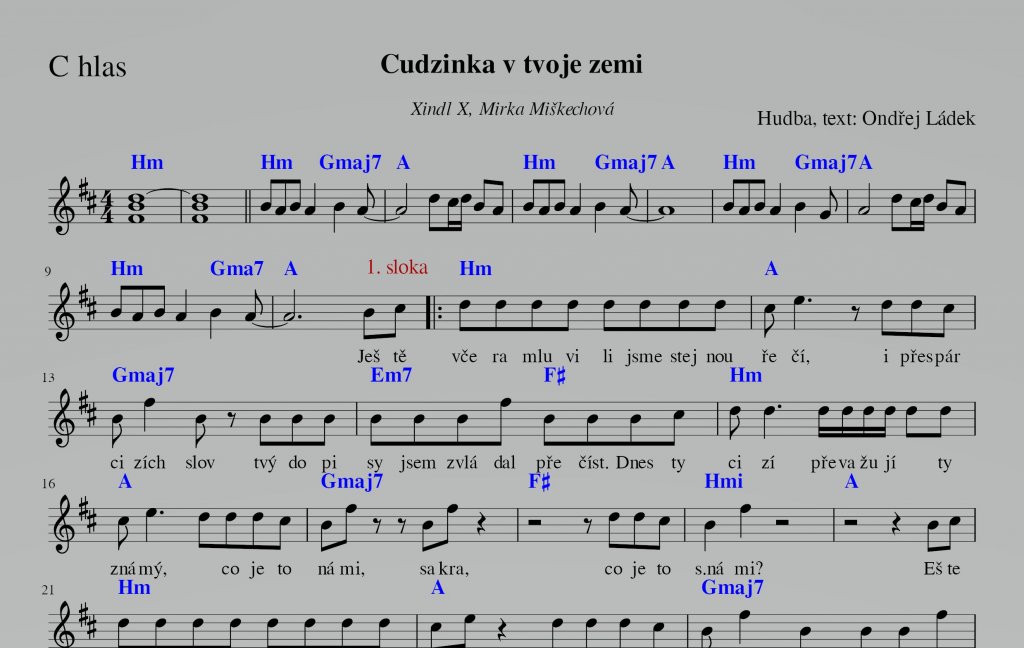 C hlas
Cudzinka v tvoje zemi
Xindl X, Mirka Miškechová
Hudba, text: Ondřej Ládek
Hm Hm Gmaj7 A Hm Gmaj7 A Hm Gmaj7 A
4
4
9 Hm Gma7 A 1. sloka Hm A
Ješ tě vče ra mlu vi li jsme stej nou ře čí, i přes pár
13 Gmaj7 Em7 F♯ Hm
ci zích slov tvý do pi sy jsem zvlá dal pře číst. Dnes ty ci zí pře va žu jí ty
16 A Gmaj7 F♯ Hmi A
zná mý, co je to ná mi, sa kra, co je to s.ná mi? Eš te
21 Hm A Gmaj7